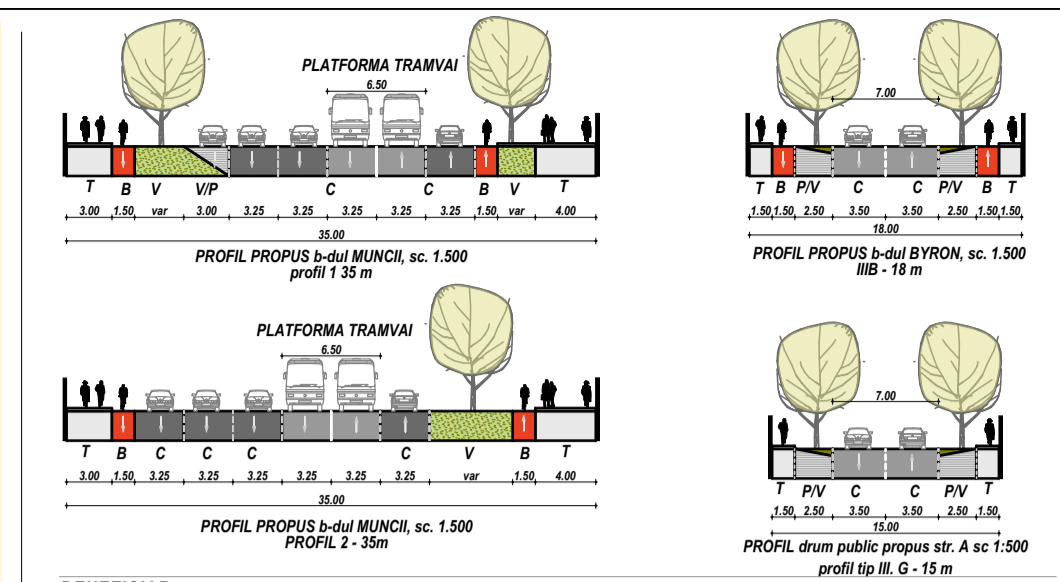 PLATFORMA TRAMVAI
6.50
T B V V/P C C B V T
3.00 1.50 var 3.00 3.25 3.25 3.25 3.25 3.25 1.50 var 4.00
35.00
PROFIL PROPUS b-dul MUNCII, sc. 1.500
profil 1 35 m
PLATFORMA TRAMVAI
6.50
T B C C C C V B T
3.00 1.50 3.25 3.25 3.25 3.25 3.25 3.25 var 1.50 4.00
35.00
PROFIL PROPUS b-dul MUNCII, sc. 1.500
PROFIL 2 - 35m
7.00
T B P/V C C P/V B T
1.50 1.50 2.50 3.50 3.50 2.50 1.50 1.50
18.00
PROFIL PROPUS b-dul BYRON, sc. 1.500
IIIB - 18 m
7.00
T P/V C C P/V T
1.50 2.50 3.50 3.50 2.50 1.50
15.00
PROFIL drum public propus str. A sc 1:500
profil tip III. G - 15 m